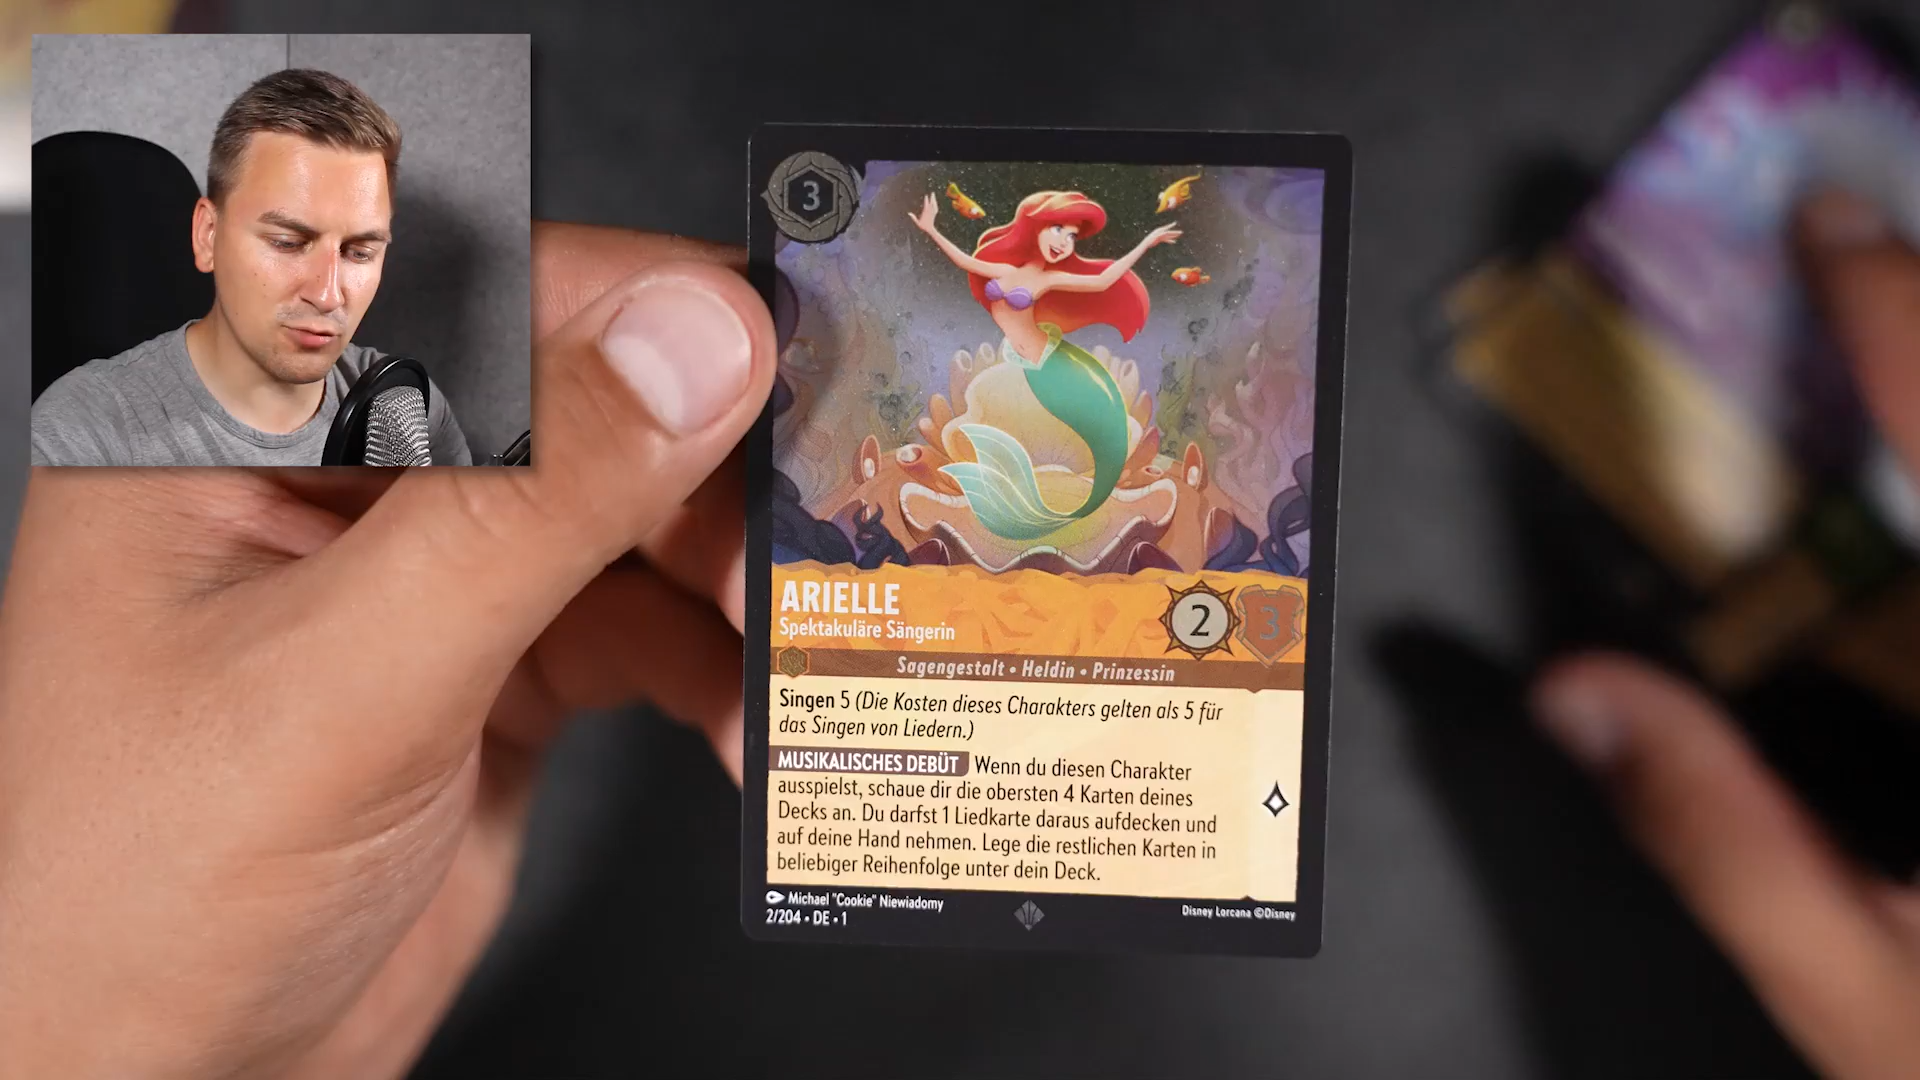 3
ARIELLE
Spektakuläre Sängerin
2 3
Sagengestalt • Heldin • Prinzessin
Singen 5 (Die Kosten dieses Charakters gelten als 5 für
das Singen von Liedern.)
MUSIKALISCHES DEBÜT Wenn du diesen Charakter
ausspielst, schaue dir die obersten 4 Karten deines
Decks an. Du darfst 1 Liedkarte daraus aufdecken und
auf deine Hand nehmen. Lege die restlichen Karten in
beliebiger Reihenfolge unter dein Deck.
Michael "Cookie" Niewiadomy
2/204 • DE • 1
Disney Lorcana ©Disney